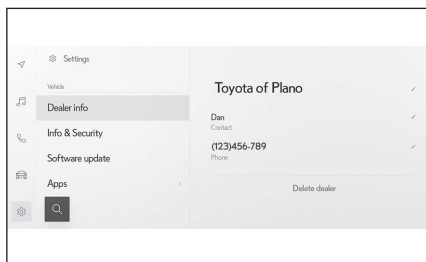 Settings
Vehicle
Dealer info
Info & Security
Software update
Apps
Toyota of Plano
Dan
Contact
(123)456-789
Phone
Delete dealer